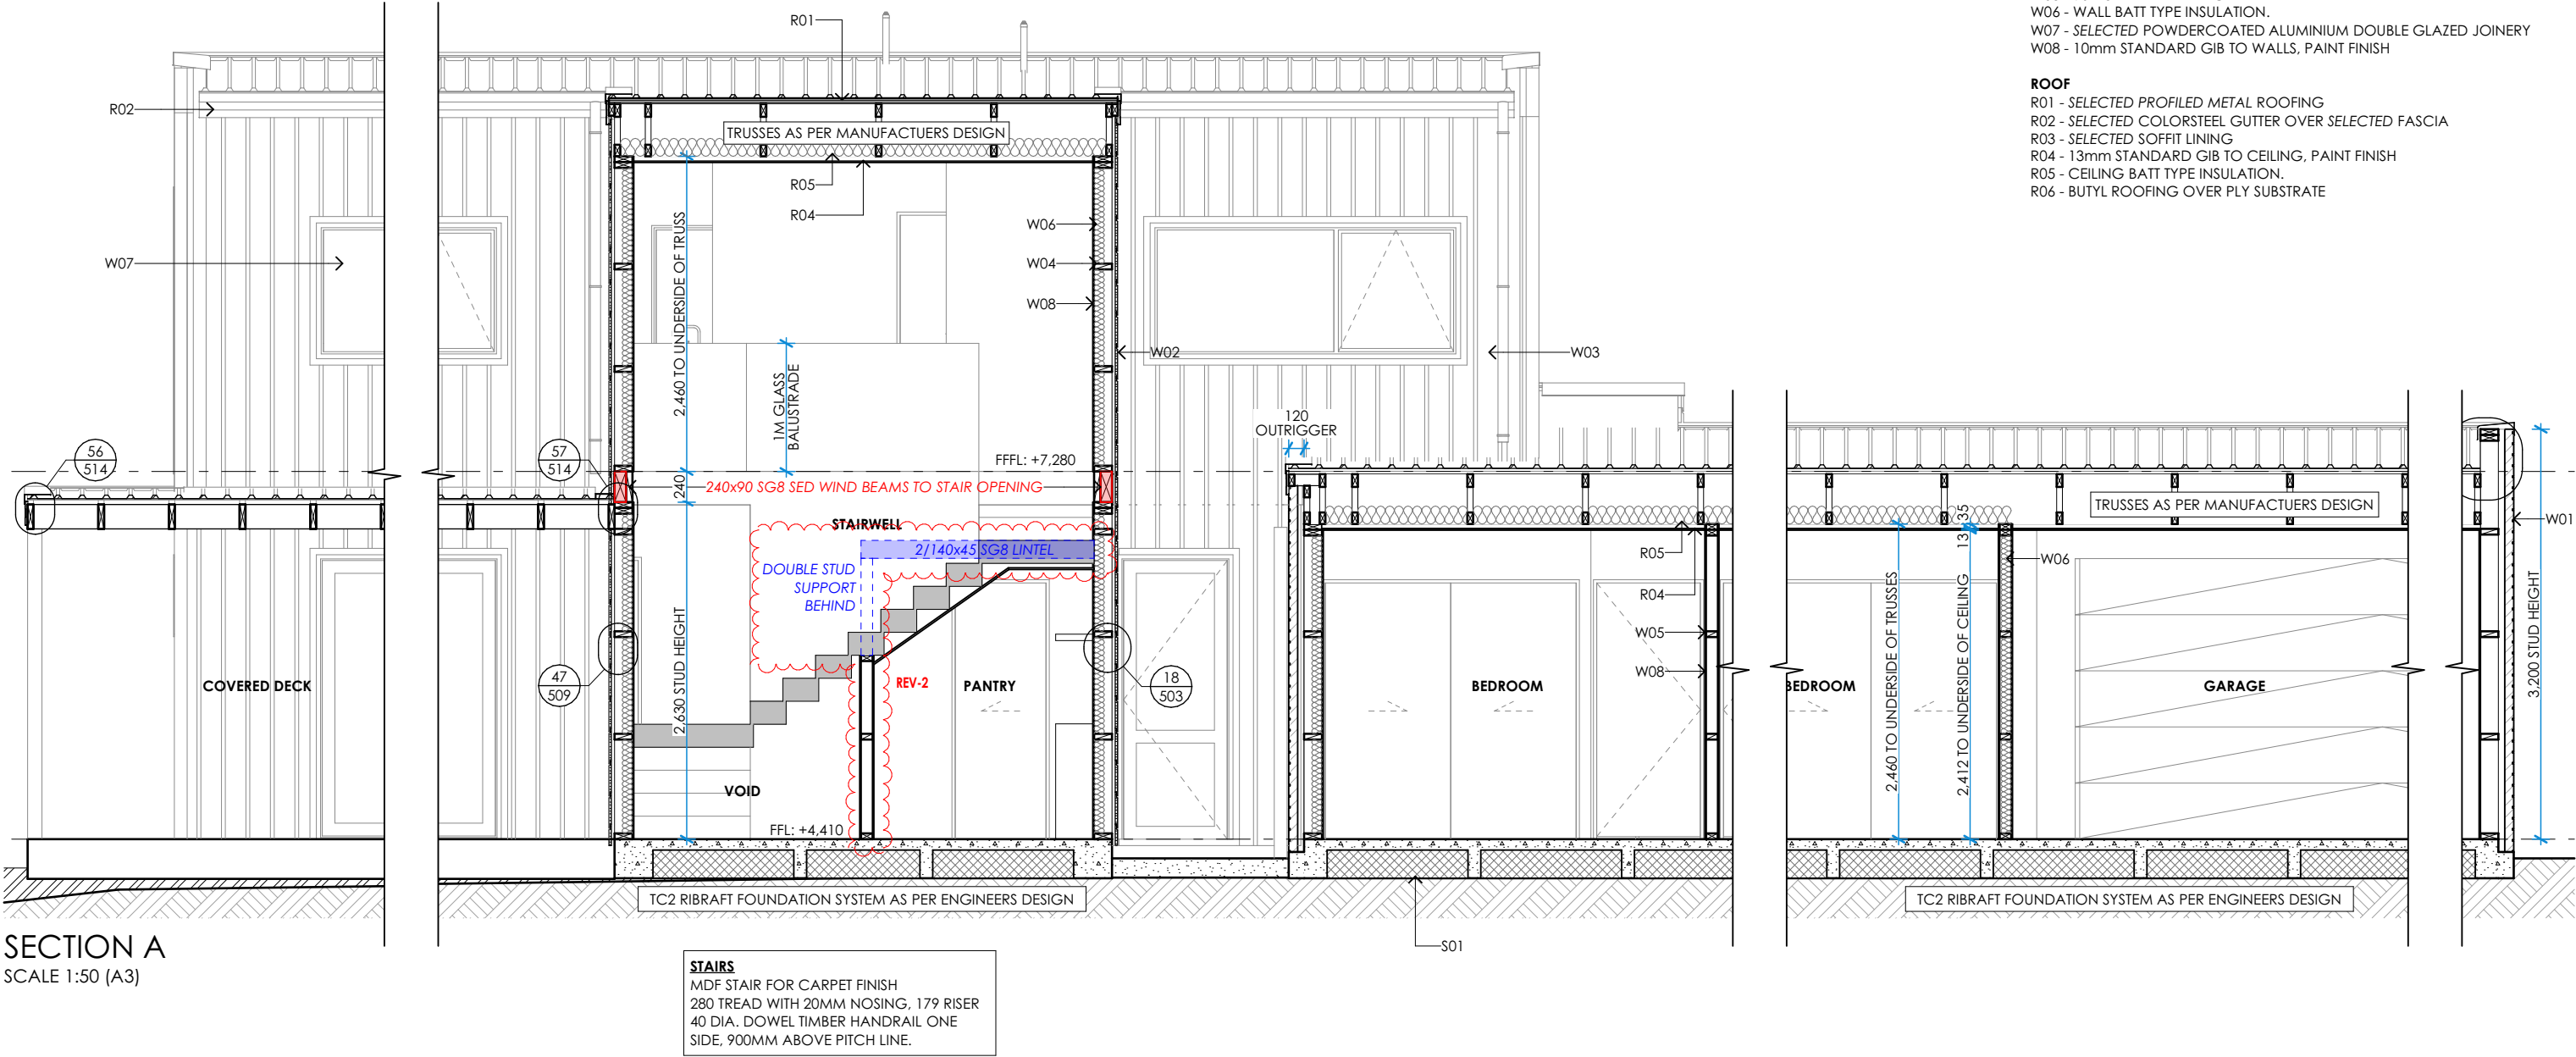 W06 - WALL BATT TYPE INSULATION.
W07 - SELECTED POWDERCOATED ALUMINIUM DOUBLE GLAZED JOINERY
W08 - 10mm STANDARD GIB TO WALLS, PAINT FINISH
ROOF
R01 - SELECTED PROFILED METAL ROOFING
R02 - SELECTED COLORSTEEL GUTTER OVER SELECTED FASCIA
R03 - SELECTED SOFFIT LINING
R04 - 13mm STANDARD GIB TO CEILING, PAINT FINISH
R05 - CEILING BATT TYPE INSULATION.
R06 - BUTYL ROOFING OVER PLY SUBSTRATE
R01
R02
TRUSSES AS PER MANUFACTUERS DESIGN
R05
R04
W06
W04
W08
W07
2,460 TO UNDERSIDE OF TRUSS
1M GLASS
BALUSTRADE
W02
W03
120
OUTRIGGER
56
514
57
514
FFFL: +7,280
240
240x90 SG8 SED WIND BEAMS TO STAIR OPENING
STAIRWELL
2/140x45 SG8 LINTEL
DOUBLE STUD
SUPPORT
BEHIND
2,630 STUD HEIGHT
TRUSSES AS PER MANUFACTUERS DESIGN
W01
R05
R04
W05
W08
W06
1335
2,460 TO UNDERSIDE OF TRUSSES
2,412 TO UNDERSIDE OF CEILING
3,200 STUD HEIGHT
COVERED DECK
47
509
REV-2
PANTRY
18
503
BEDROOM
BEDROOM
GARAGE
VOID
FFL: +4,410
TC2 RIBRAFT FOUNDATION SYSTEM AS PER ENGINEERS DESIGN
TC2 RIBRAFT FOUNDATION SYSTEM AS PER ENGINEERS DESIGN
S01
SECTION A
SCALE 1:50 (A3)
STAIRS
MDF STAIR FOR CARPET FINISH
280 TREAD WITH 20MM NOSING, 179 RISER
40 DIA. DOWEL TIMBER HANDRAIL ONE
SIDE, 900MM ABOVE PITCH LINE.